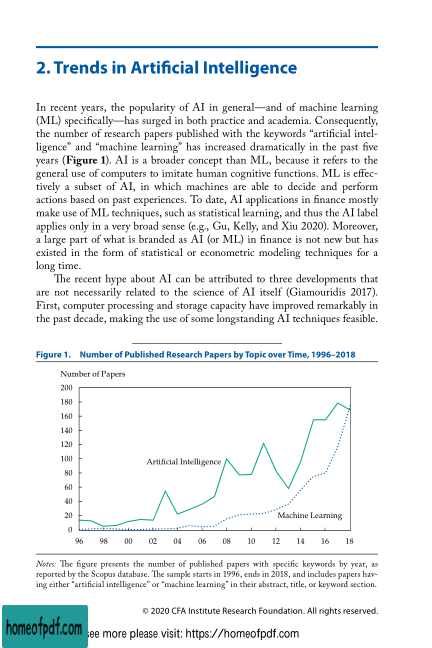 2. Trends in Artificial Intelligence
In recent years, the popularity of AI in general—and of machine learning
(ML) specifically—has surged in both practice and academia. Consequently,
the number of research papers published with the keywords “artificial intel-
ligence” and “machine learning” has increased dramatically in the past five
years (Figure 1). AI is a broader concept than ML, because it refers to the
general use of computers to imitate human cognitive functions. ML is effec-
tively a subset of AI, in which machines are able to decide and perform
actions based on past experiences. To date, AI applications in finance mostly
make use of ML techniques, such as statistical learning, and thus the AI label
applies only in a very broad sense (e.g., Gu, Kelly, and Xiu 2020). Moreover,
a large part of what is branded as AI (or ML) in finance is not new but has
existed in the form of statistical or econometric modeling techniques for a
long time.
The recent hype about AI can be attributed to three developments that
are not necessarily related to the science of AI itself (Giamouridis 2017).
First, computer processing and storage capacity have improved remarkably in
the past decade, making the use of some longstanding AI techniques feasible.
Figure 1. Number of Published Research Papers by Topic over Time, 1996–2018
Number of Papers
200
180
160
140
120
100
80
60
40
20
0
Artificial Intelligence
Machine Learning
96 98 00 02 04 06 08 10 12 14 16 18
Notes: The figure presents the number of published papers with specific keywords by year, as
reported by the Scopus database. The sample starts in 1996, ends in 2018, and includes papers hav-
ing either “artificial intelligence” or “machine learning” in their abstract, title, or keyword section.
© 2020 CFA Institute Research Foundation. All rights reserved.
homeofpdf.com
see more please visit: https://homeofpdf.com